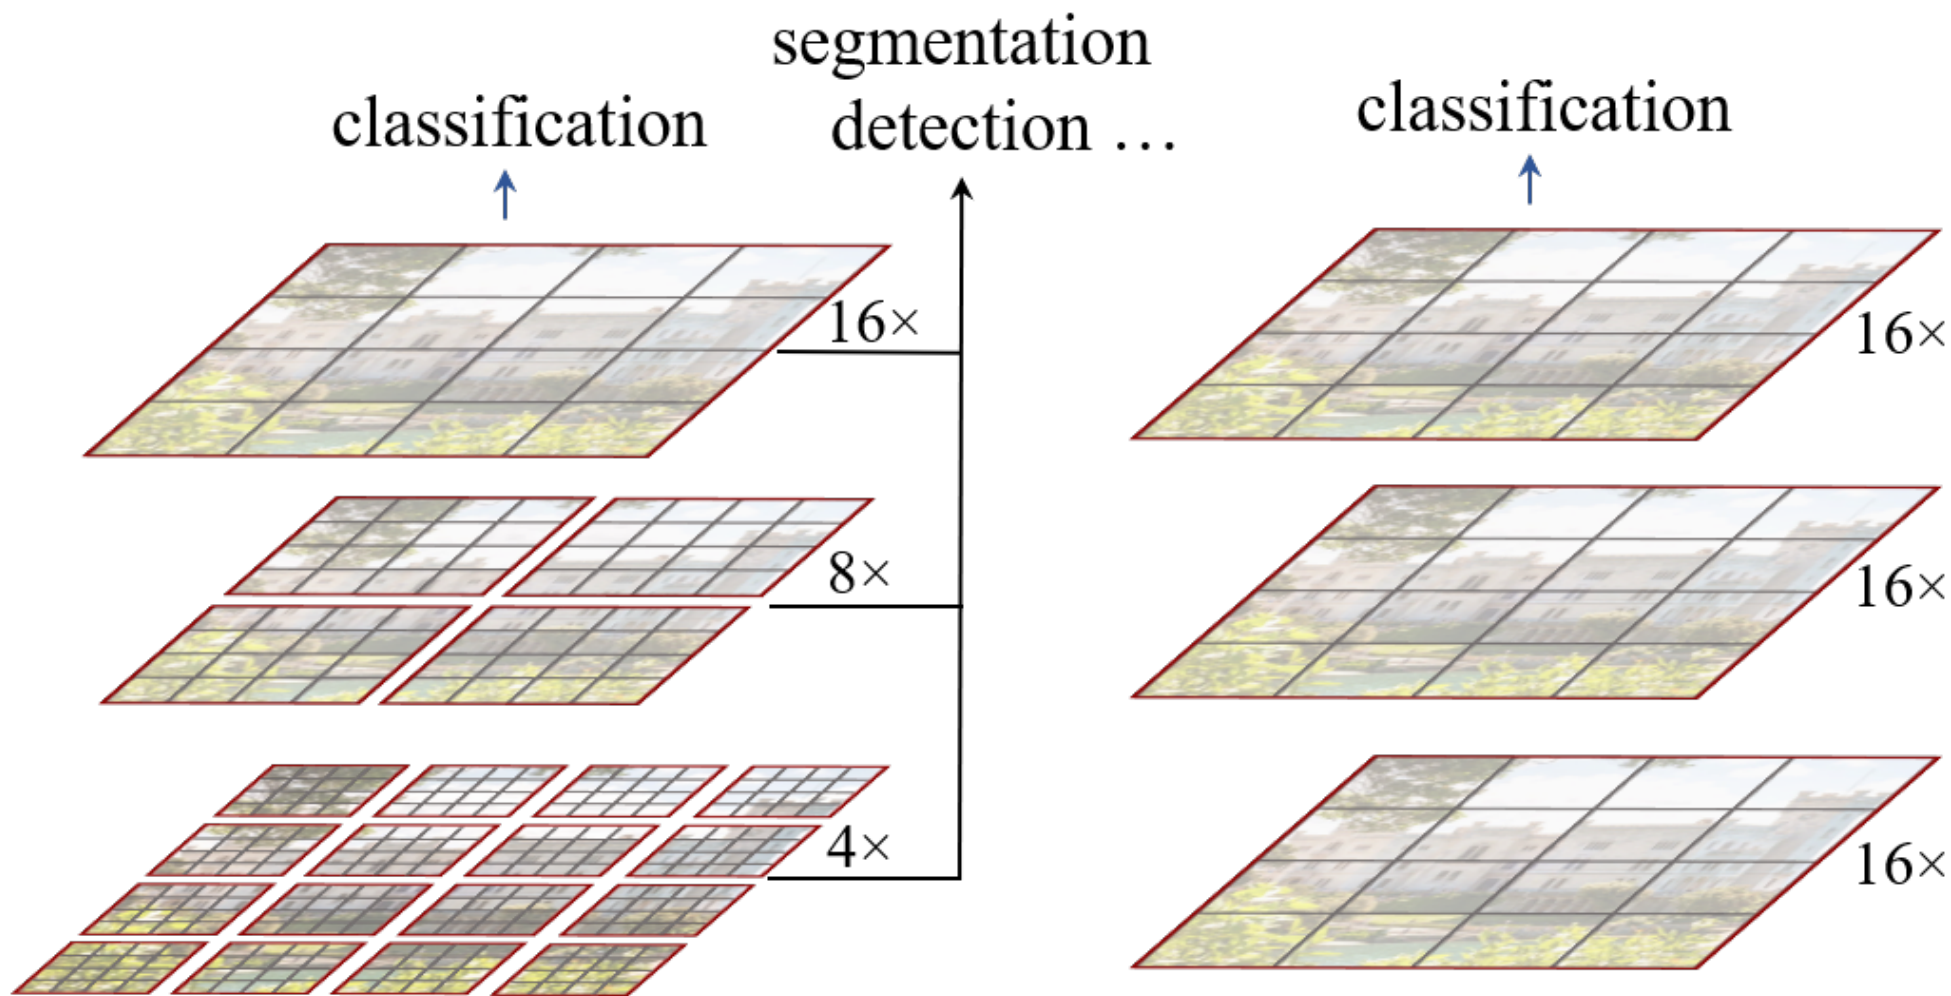 segmentation
detection …
classification
classification
16×
8×
4×
16×
16×
16×